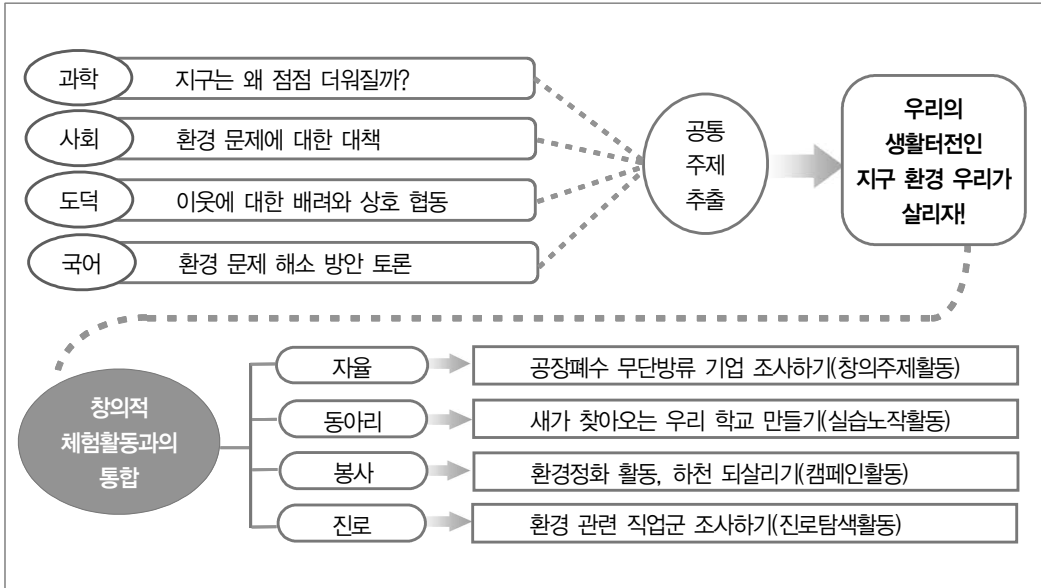 과학 지구는 왜 점점 더워질까?
사회 환경 문제에 대한 대책
도덕 이웃에 대한 배려와 상호 협동
국어 환경 문제 해소 방안 토론
공통
주제
추출
우리의
생활터전인
지구 환경 우리가
살리자!
창의적
체험활동과의
통합
자율 공장폐수 무단방류 기업 조사하기(창의주제활동)
동아리 새가 찾아오는 우리 학교 만들기(실습노작활동)
봉사 환경정화 활동, 하천 되살리기(캠페인활동)
진로 환경 관련 직업군 조사하기(진로탐색활동)